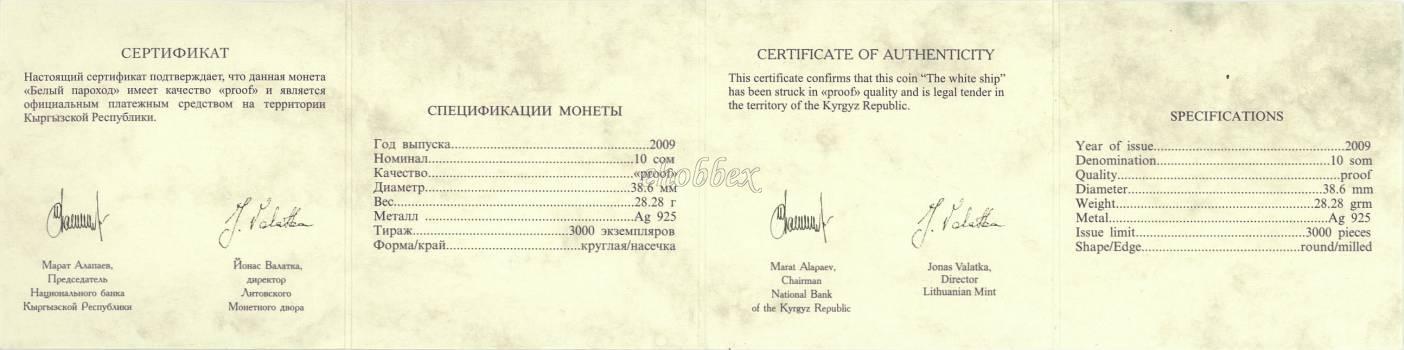 СЕРТИФИКАТ
Настоящий сертификат подтверждает, что данная монета
«Белый пароход» имеет качество «proof» и является
официальным платежным средством на территории
Кыргызской Республики.
Марат Алапаев,
Председатель
Национального банка
Кыргызской Республики
Йонас Валатка,
директор
Литовского
Монетного двора
СПЕЦИФИКАЦИИ МОНЕТЫ
Год выпуска...2009
Номинал...10 сом
Качество...«proof»
Диаметр...38.6 мм
Вес...28.28 г
Металл ...Ag 925
Тираж...3000 экземпляров
Форма/край...круглая/насечка
CERTIFICATE OF AUTHENTICITY
This certificate confirms that this coin “The white ship”
has been struck in «proof» quality and is legal tender in
the territory of the Kyrgyz Republic.
J. Valatka
J. Valatka
Marat Alapaev,
Chairman
National Bank
of the Kyrgyz Republic
Jonas Valatka,
Director
Lithuanian Mint
SPECIFICATIONS
Year of issue...2009
Denomination...10 som
Quality...proof
Diameter...38.6 mm
Weight...28.28 grm
Metal...Ag 925
Issue limit...3000 pieces
Shape/Edge...round/milled